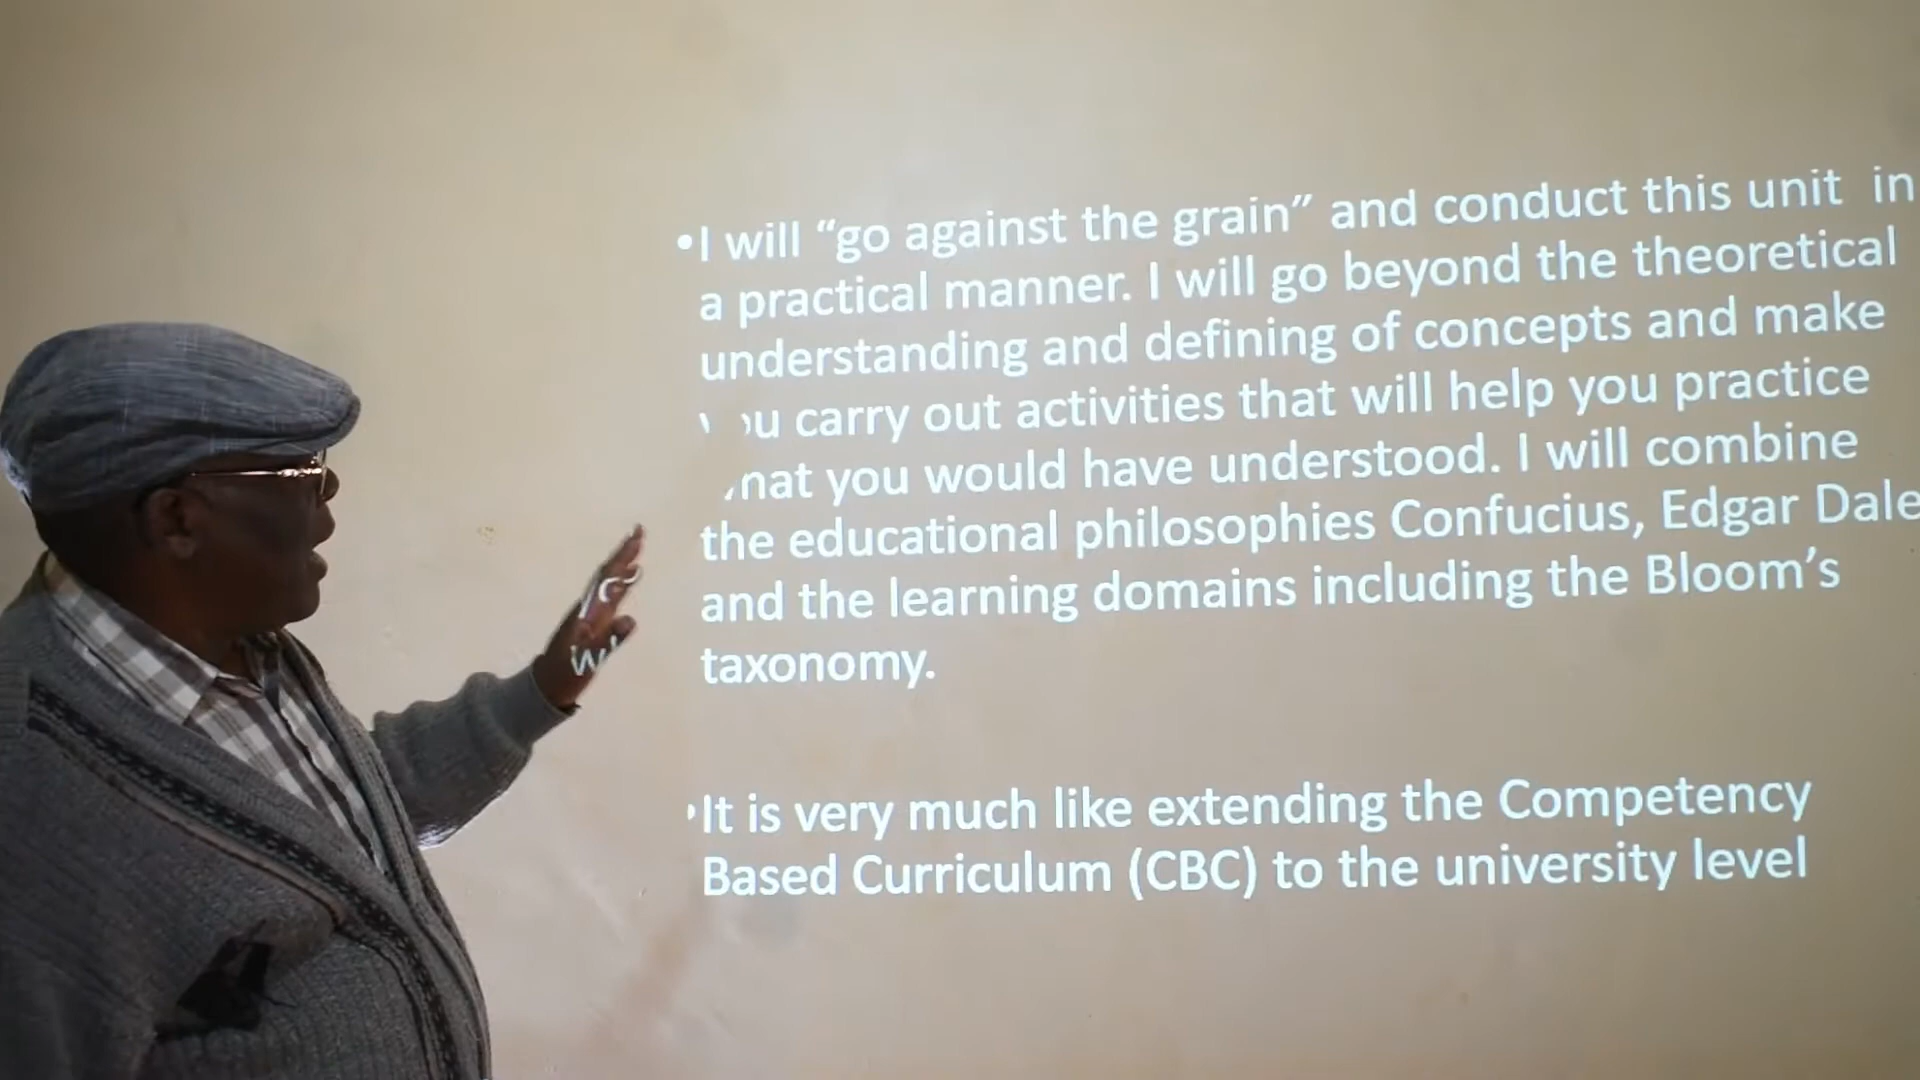 •I will “go against the grain” and conduct this unit in
a practical manner. I will go beyond the theoretical
understanding and defining of concepts and make
you carry out activities that will help you practice
what you would have understood. I will combine
the educational philosophies Confucius, Edgar Dale
and the learning domains including the Bloom’s
taxonomy.
•It is very much like extending the Competency
Based Curriculum (CBC) to the university level